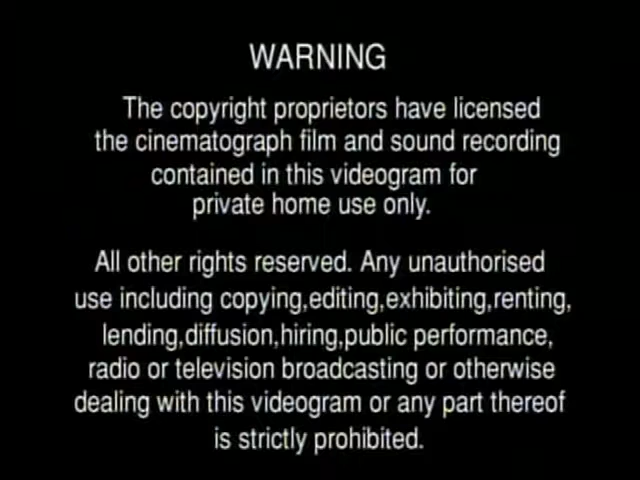 WARNING
The copyright proprietors have licensed
the cinematograph film and sound recording
contained in this videogram for
private home use only.
All other rights reserved. Any unauthorised
use including copying,editing,exhibiting,renting,
lending,diffusion,hiring,public performance,
radio or television broadcasting or otherwise
dealing with this videogram or any part thereof
is strictly prohibited.